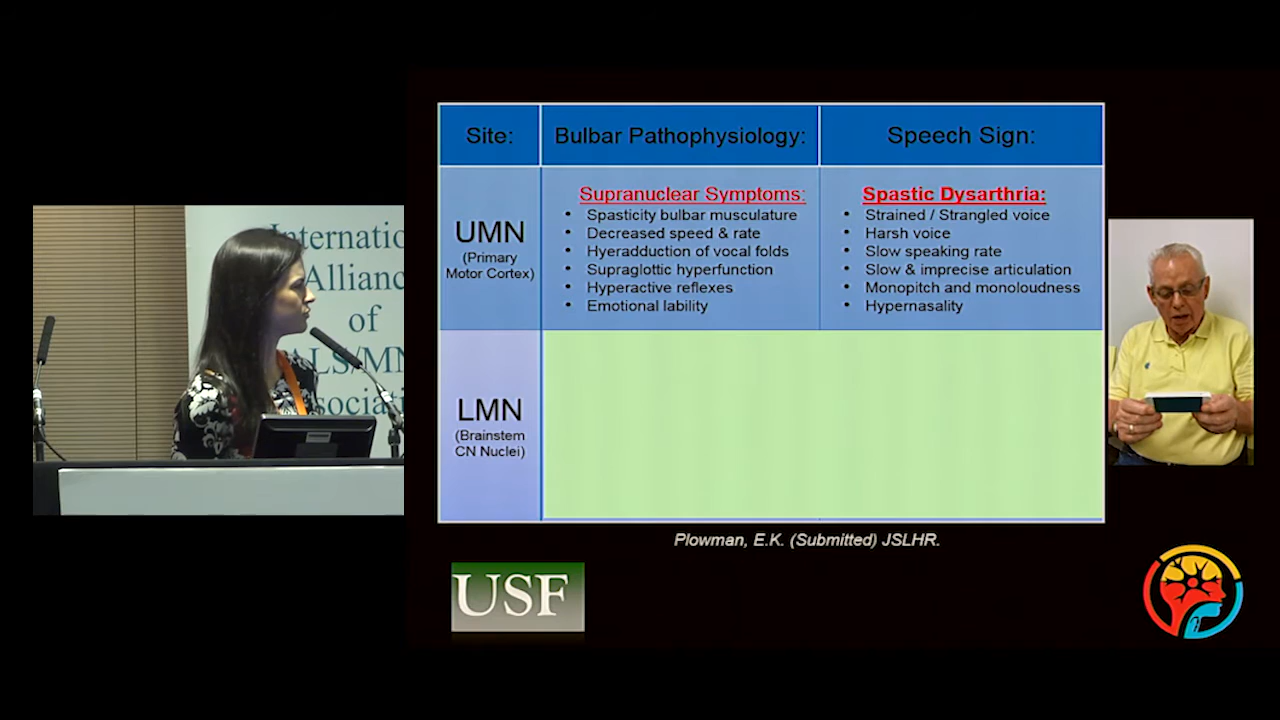 Internatio
Allianc
of
ALS/MN
ssociati
Site:
Bulbar Pathophysiology:
Speech Sign:
UMN
(Primary
Motor Cortex)
Supranuclear Symptoms:
• Spasticity bulbar musculature
• Decreased speed & rate
• Hyeradduction of vocal folds
• Supraglottic hyperfunction
• Hyperactive reflexes
• Emotional lability
Spastic Dysarthria:
• Strained / Strangled voice
• Harsh voice
• Slow speaking rate
• Slow & imprecise articulation
• Monopitch and monoloudness
• Hypernasality
LMN
(Brainstem
CN Nuclei)
Plowman, E.K. (Submitted) JSLHR.
USF